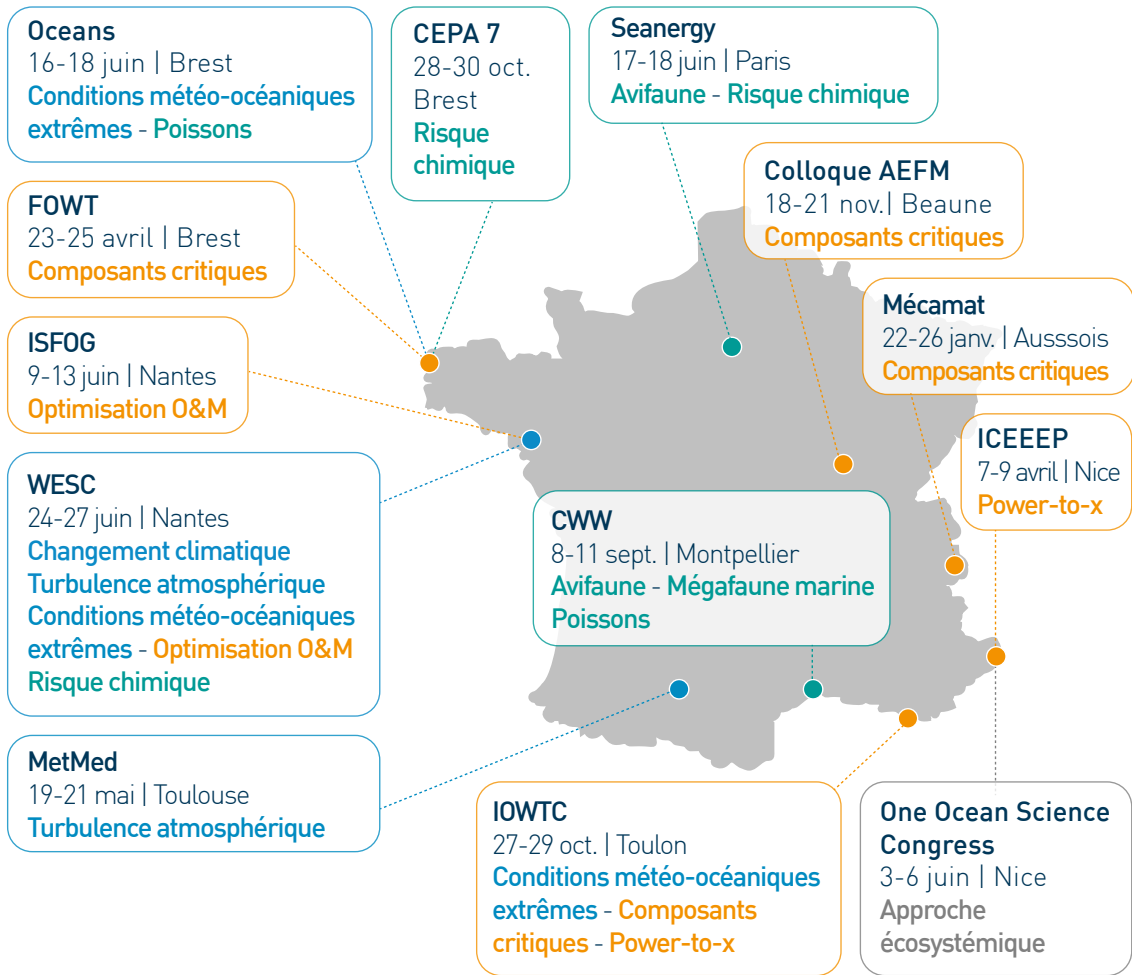 Oceans
16-18 juin | Brest
Conditions météo-océaniques
extrêmes - Poissons
CEPA 7
28-30 oct.
Brest
Risque
chimique
Seanergy
17-18 juin | Paris
Avifaune - Risque chimique
FOWT
23-25 avril | Brest
Composants critiques
Colloque AEFM
18-21 nov.| Beaune
Composants critiques
Mécamat
22-26 janv. | Ausssois
Composants critiques
ISFOG
9-13 juin | Nantes
Optimisation O&M
ICEEEP
7-9 avril | Nice
Power-to-x
WESC
24-27 juin | Nantes
Changement climatique
Turbulence atmosphérique
Conditions météo-océaniques
extrêmes - Optimisation O&M
Risque chimique
CWW
8-11 sept. | Montpellier
Avifaune - Mégafaune marine
Poissons
MetMed
19-21 mai | Toulouse
Turbulence atmosphérique
IOWTC
27-29 oct. | Toulon
Conditions météo-océaniques
extrêmes - Composants
critiques - Power-to-x
One Ocean Science
Congress
3-6 juin | Nice
Approche
écosystémique